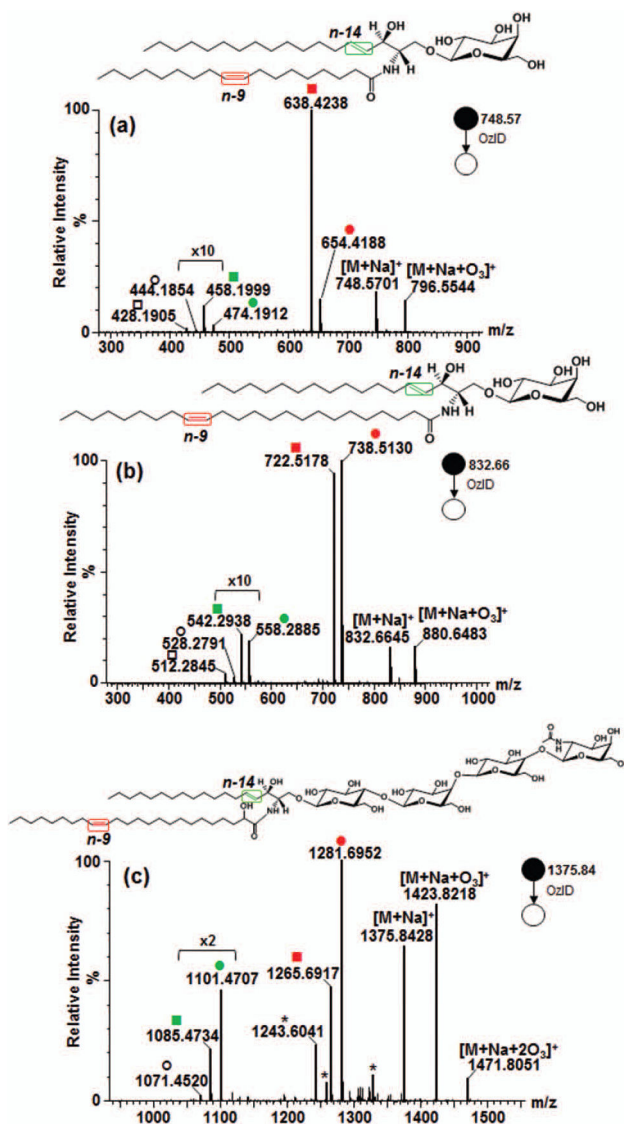 n-14
H OH
OH OH
HO
O
O
NH H
OH
O
n-9
(a)
100
638.4238
748.57
OzID
Relative Intensity
%
x10
444.1854
458.1999
428.1905
474.1912
654.4188
[M+Na]+
748.5701
[M+Na+O3]+
796.5544
0
300 400 500 600 700 800 900
m/z
n-14
H OH
OH OH
HO
O
O
NH H
OH
O
n-9
(b)
100
722.5178
738.5130
832.66
OzID
Relative Intensity
%
x10
542.2938
528.2791
512.2845
558.2885
[M+Na]+
832.6645
[M+Na+O3]+
880.6483
0
300 400 500 600 700 800 900 1000
m/z
n-14
n-9
(c)
100
1281.6952
1375.84
OzID
[M+Na+O3]+
1423.8218
[M+Na]+
1375.8428
Relative Intensity
%
x2
1101.4707
1265.6917
1085.4734
1243.6041
*
*
*
1071.4520
[M+Na+2O3]+
1471.8051
0
1000 1100 1200 1300 1400 1500
m/z